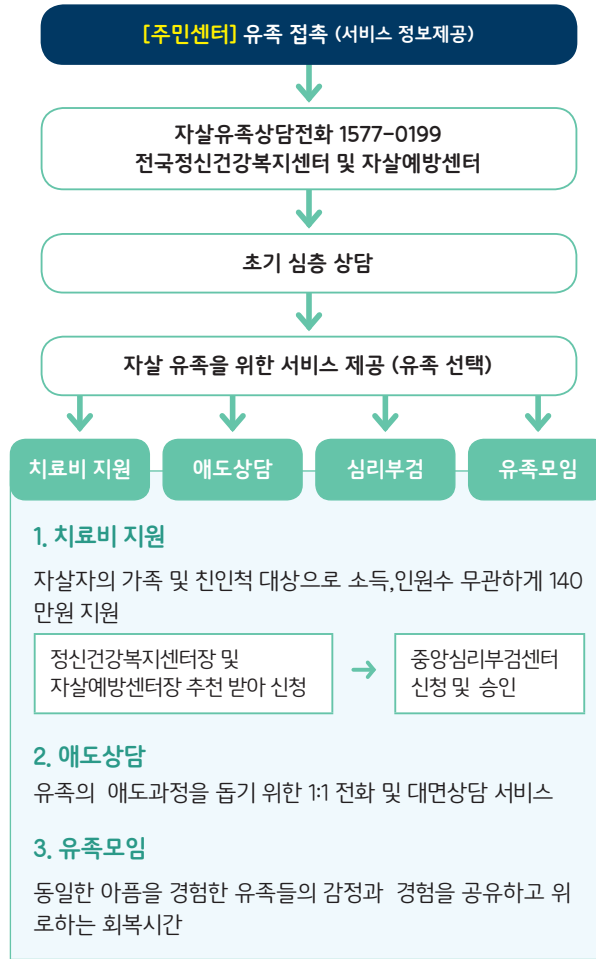 [주민센터] 유족 접촉 (서비스 정보제공)
자살유족상담전화 1577-0199
전국정신건강복지센터 및 자살예방센터
초기 심층 상담
자살 유족을 위한 서비스 제공 (유족 선택)
치료비 지원
애도상담
심리부검
유족모임
1. 치료비 지원
자살자의 가족 및 친인척 대상으로 소득,인원수 무관하게 140
만원 지원
정신건강복지센터장 및
자살예방센터장 추천 받아 신청
중앙심리부검센터
신청 및 승인
2. 애도상담
유족의 애도과정을 돕기 위한 1:1 전화 및 대면상담 서비스
3. 유족모임
동일한 아픔을 경험한 유족들의 감정과 경험을 공유하고 위
로하는 회복시간